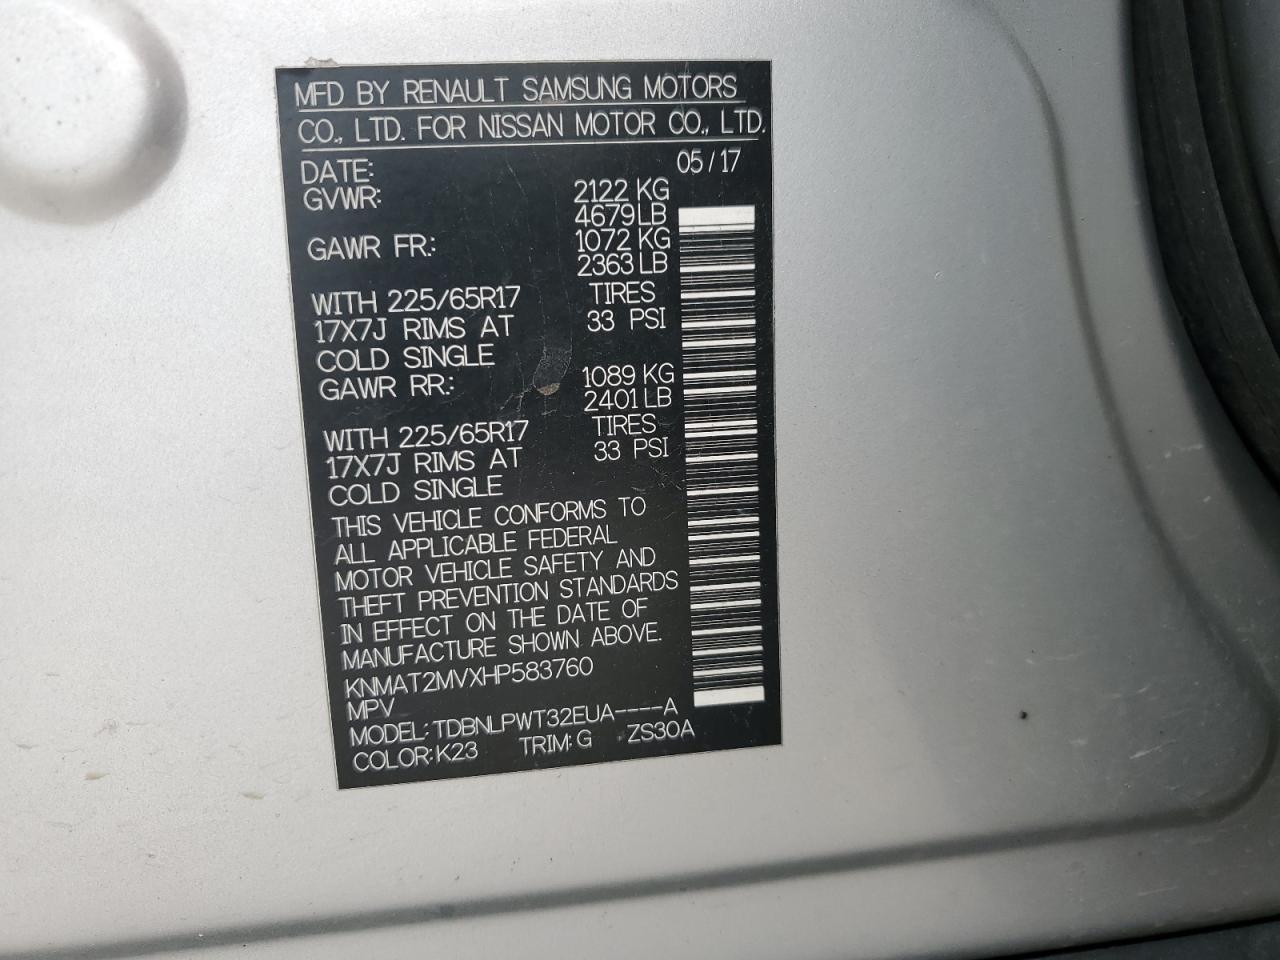 MFD BY RENAULT SAMSUNG MOTORS
CO., LTD. FOR NISSAN MOTOR CO., LTD.
DATE: 05/17
GVWR: 2122 KG
4679 LB
GAWR FR: 1072 KG
2363 LB
WITH 225/65R17 TIRES
17X7J RIMS AT 33 PSI
COLD SINGLE
GAWR RR: 1089 KG
2401 LB
WITH 225/65R17 TIRES
17X7J RIMS AT 33 PSI
COLD SINGLE
THIS VEHICLE CONFORMS TO
ALL APPLICABLE FEDERAL
MOTOR VEHICLE SAFETY AND
THEFT PREVENTION STANDARDS
IN EFFECT ON THE DATE OF
MANUFACTURE SHOWN ABOVE.
KNMAT2MVXHP583760
MPV
MODEL: TDBNLPWT32EUA----A
COLOR: K23 TRIM: G ZS30A